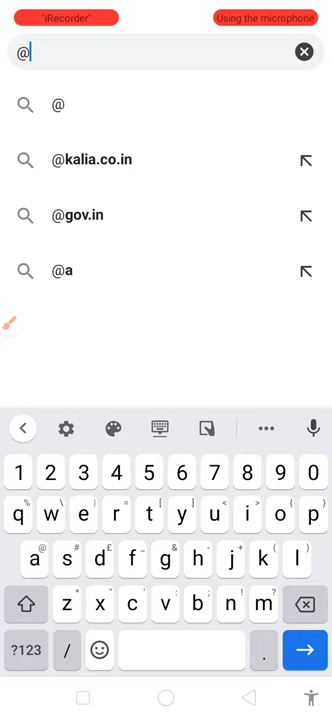 "iRecorder" Using the microphone
@
@
@kalia.co.in
@gov.in
@a
1 2 3 4 5 6 7 8 9 0
% \ | = [ ] < > { }
q w e r t y u i o p
@ # £ _ & - + ( )
a s d f g h j k l
* " ' : ; ! ?
z x c v b n m
?123 / .